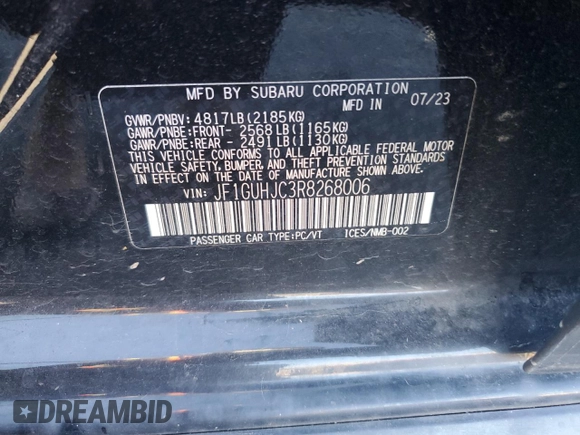 MFD BY SUBARU CORPORATION
MFD IN 07/23
GVWR/PNBV: 4817LB(2185KG)
GAWR/PNBE:FRONT- 2568LB(1165KG)
GAWR/PNBE:REAR - 2491LB(1130KG)
THIS VEHICLE CONFORMS TO ALL APPLICABLE FEDERAL MOTOR
VEHICLE SAFETY, BUMPER, AND THEFT PREVENTION STANDARDS
IN EFFECT ON THE DATE OF MANUFACTURE SHOWN ABOVE.
VIN: JF1GUHJC3R8268006
PASSENGER CAR TYPE:PC/VT ICES/NMB-002
DREAMBID